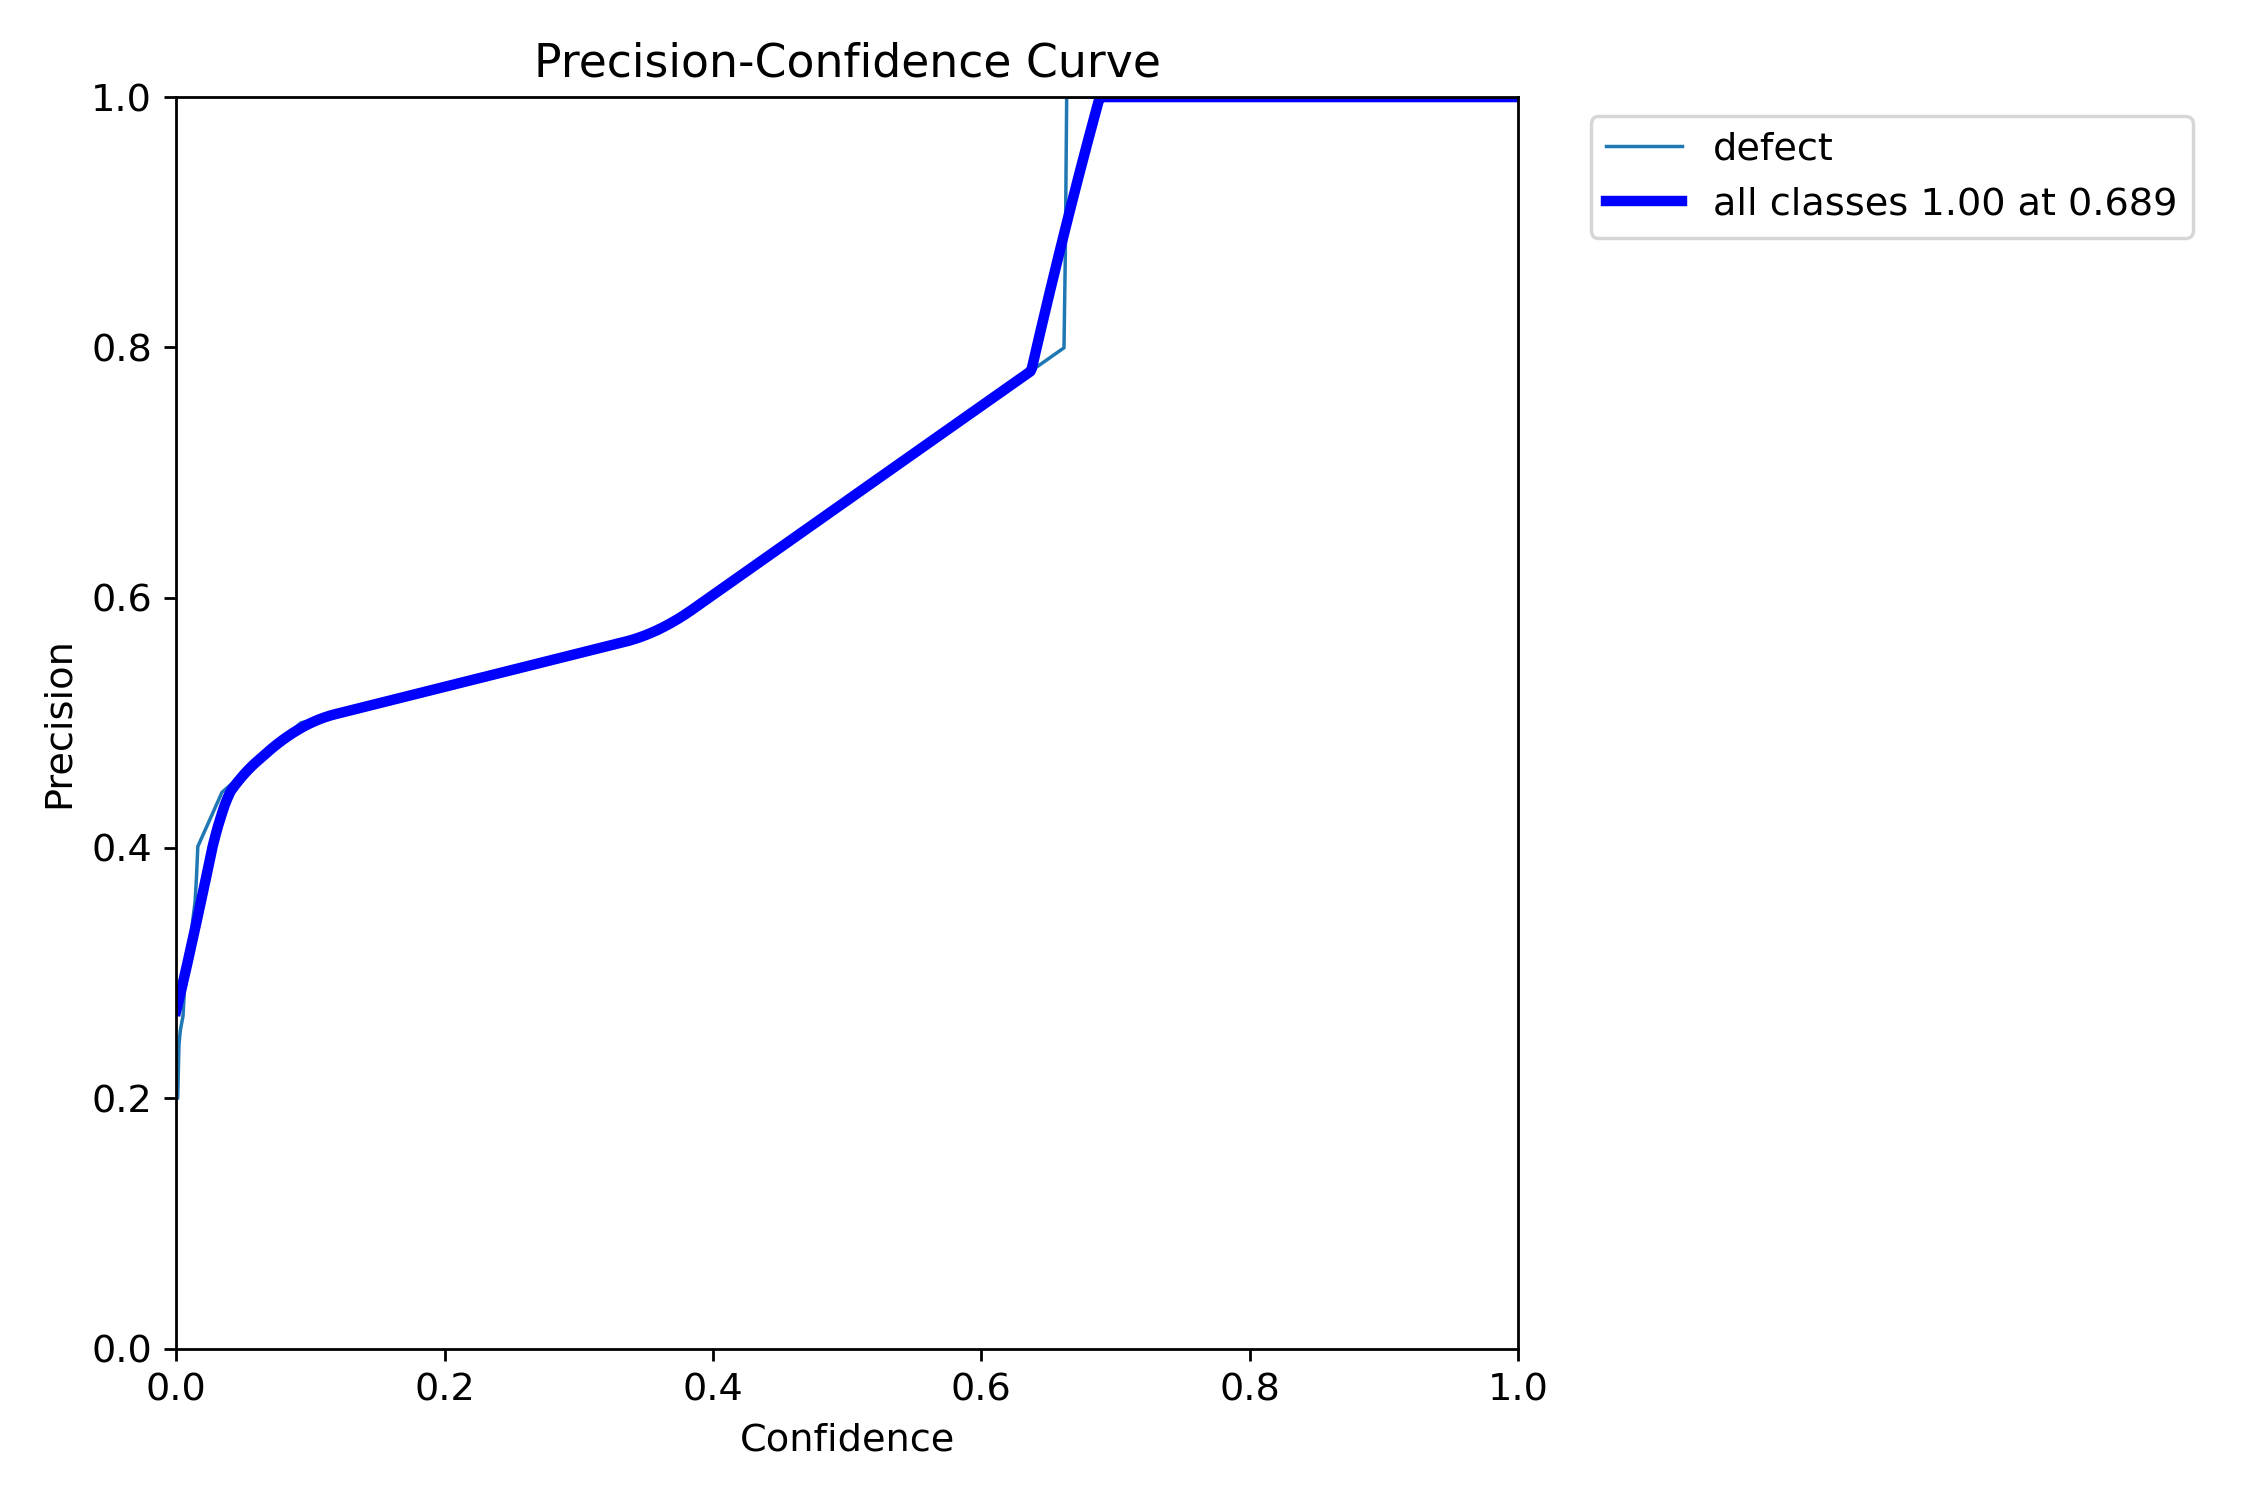 Precision-Confidence Curve
1.0
0.8
0.6
0.4
0.2
0.0
Precision
0.0 0.2 0.4 0.6 0.8 1.0
Confidence
defect
all classes 1.00 at 0.689